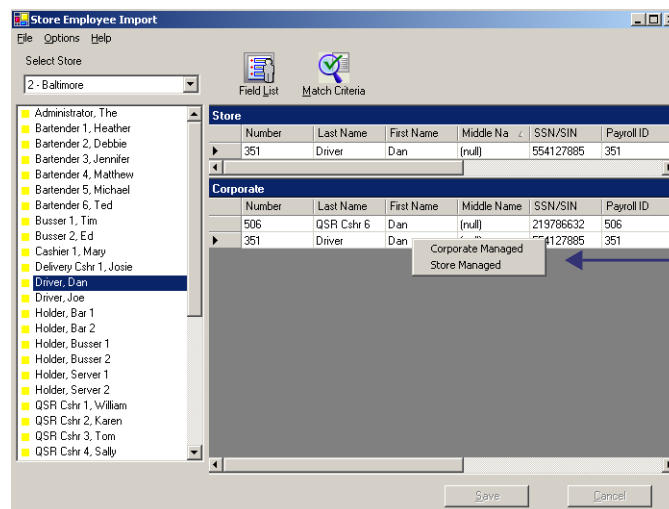 Store Employee Import
File Options Help
Select Store
2 - Baltimore
Field List Match Criteria
Administrator, The
Bartender 1, Heather
Bartender 2, Debbie
Bartender 3, Jennifer
Bartender 4, Matthew
Bartender 5, Michael
Bartender 6, Ted
Busser 1, Tim
Busser 2, Ed
Cashier 1, Mary
Delivery Cshr 1, Josie
Driver, Dan
Driver, Joe
Holder, Bar 1
Holder, Bar 2
Holder, Busser 1
Holder, Busser 2
Holder, Server 1
Holder, Server 2
QSR Cshr 1, William
QSR Cshr 2, Karen
QSR Cshr 3, Tom
QSR Cshr 4, Sally
Store
Number Last Name First Name Middle Na SSN/SIN Payroll ID
351 Driver Dan (null) 554127885 351
Corporate
Number Last Name First Name Middle Name SSN/SIN Payroll ID
506 QSR Cshr 6 Dan (null) 219786632 506
351 Driver Dan (null) 554127885 351
Corporate Managed
Store Managed
Save Cancel